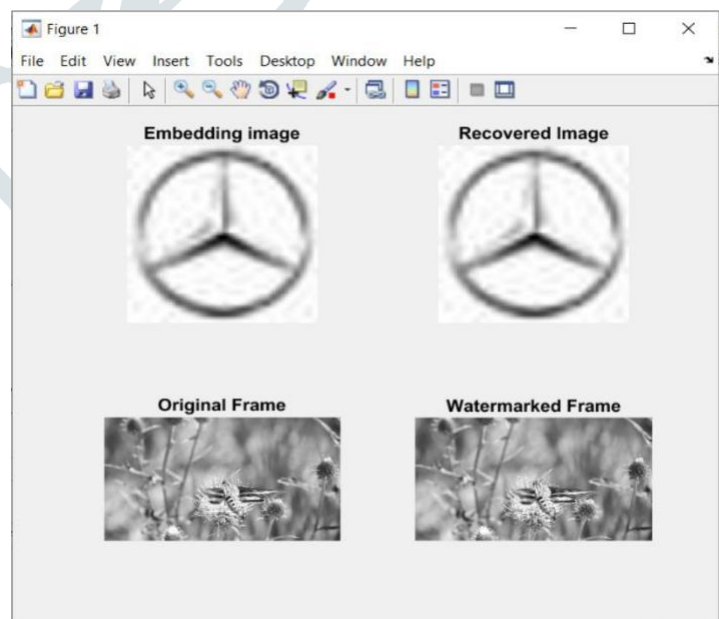 Figure 1
File Edit View Insert Tools Desktop Window Help
Embedding image Recovered Image
Original Frame Watermarked Frame